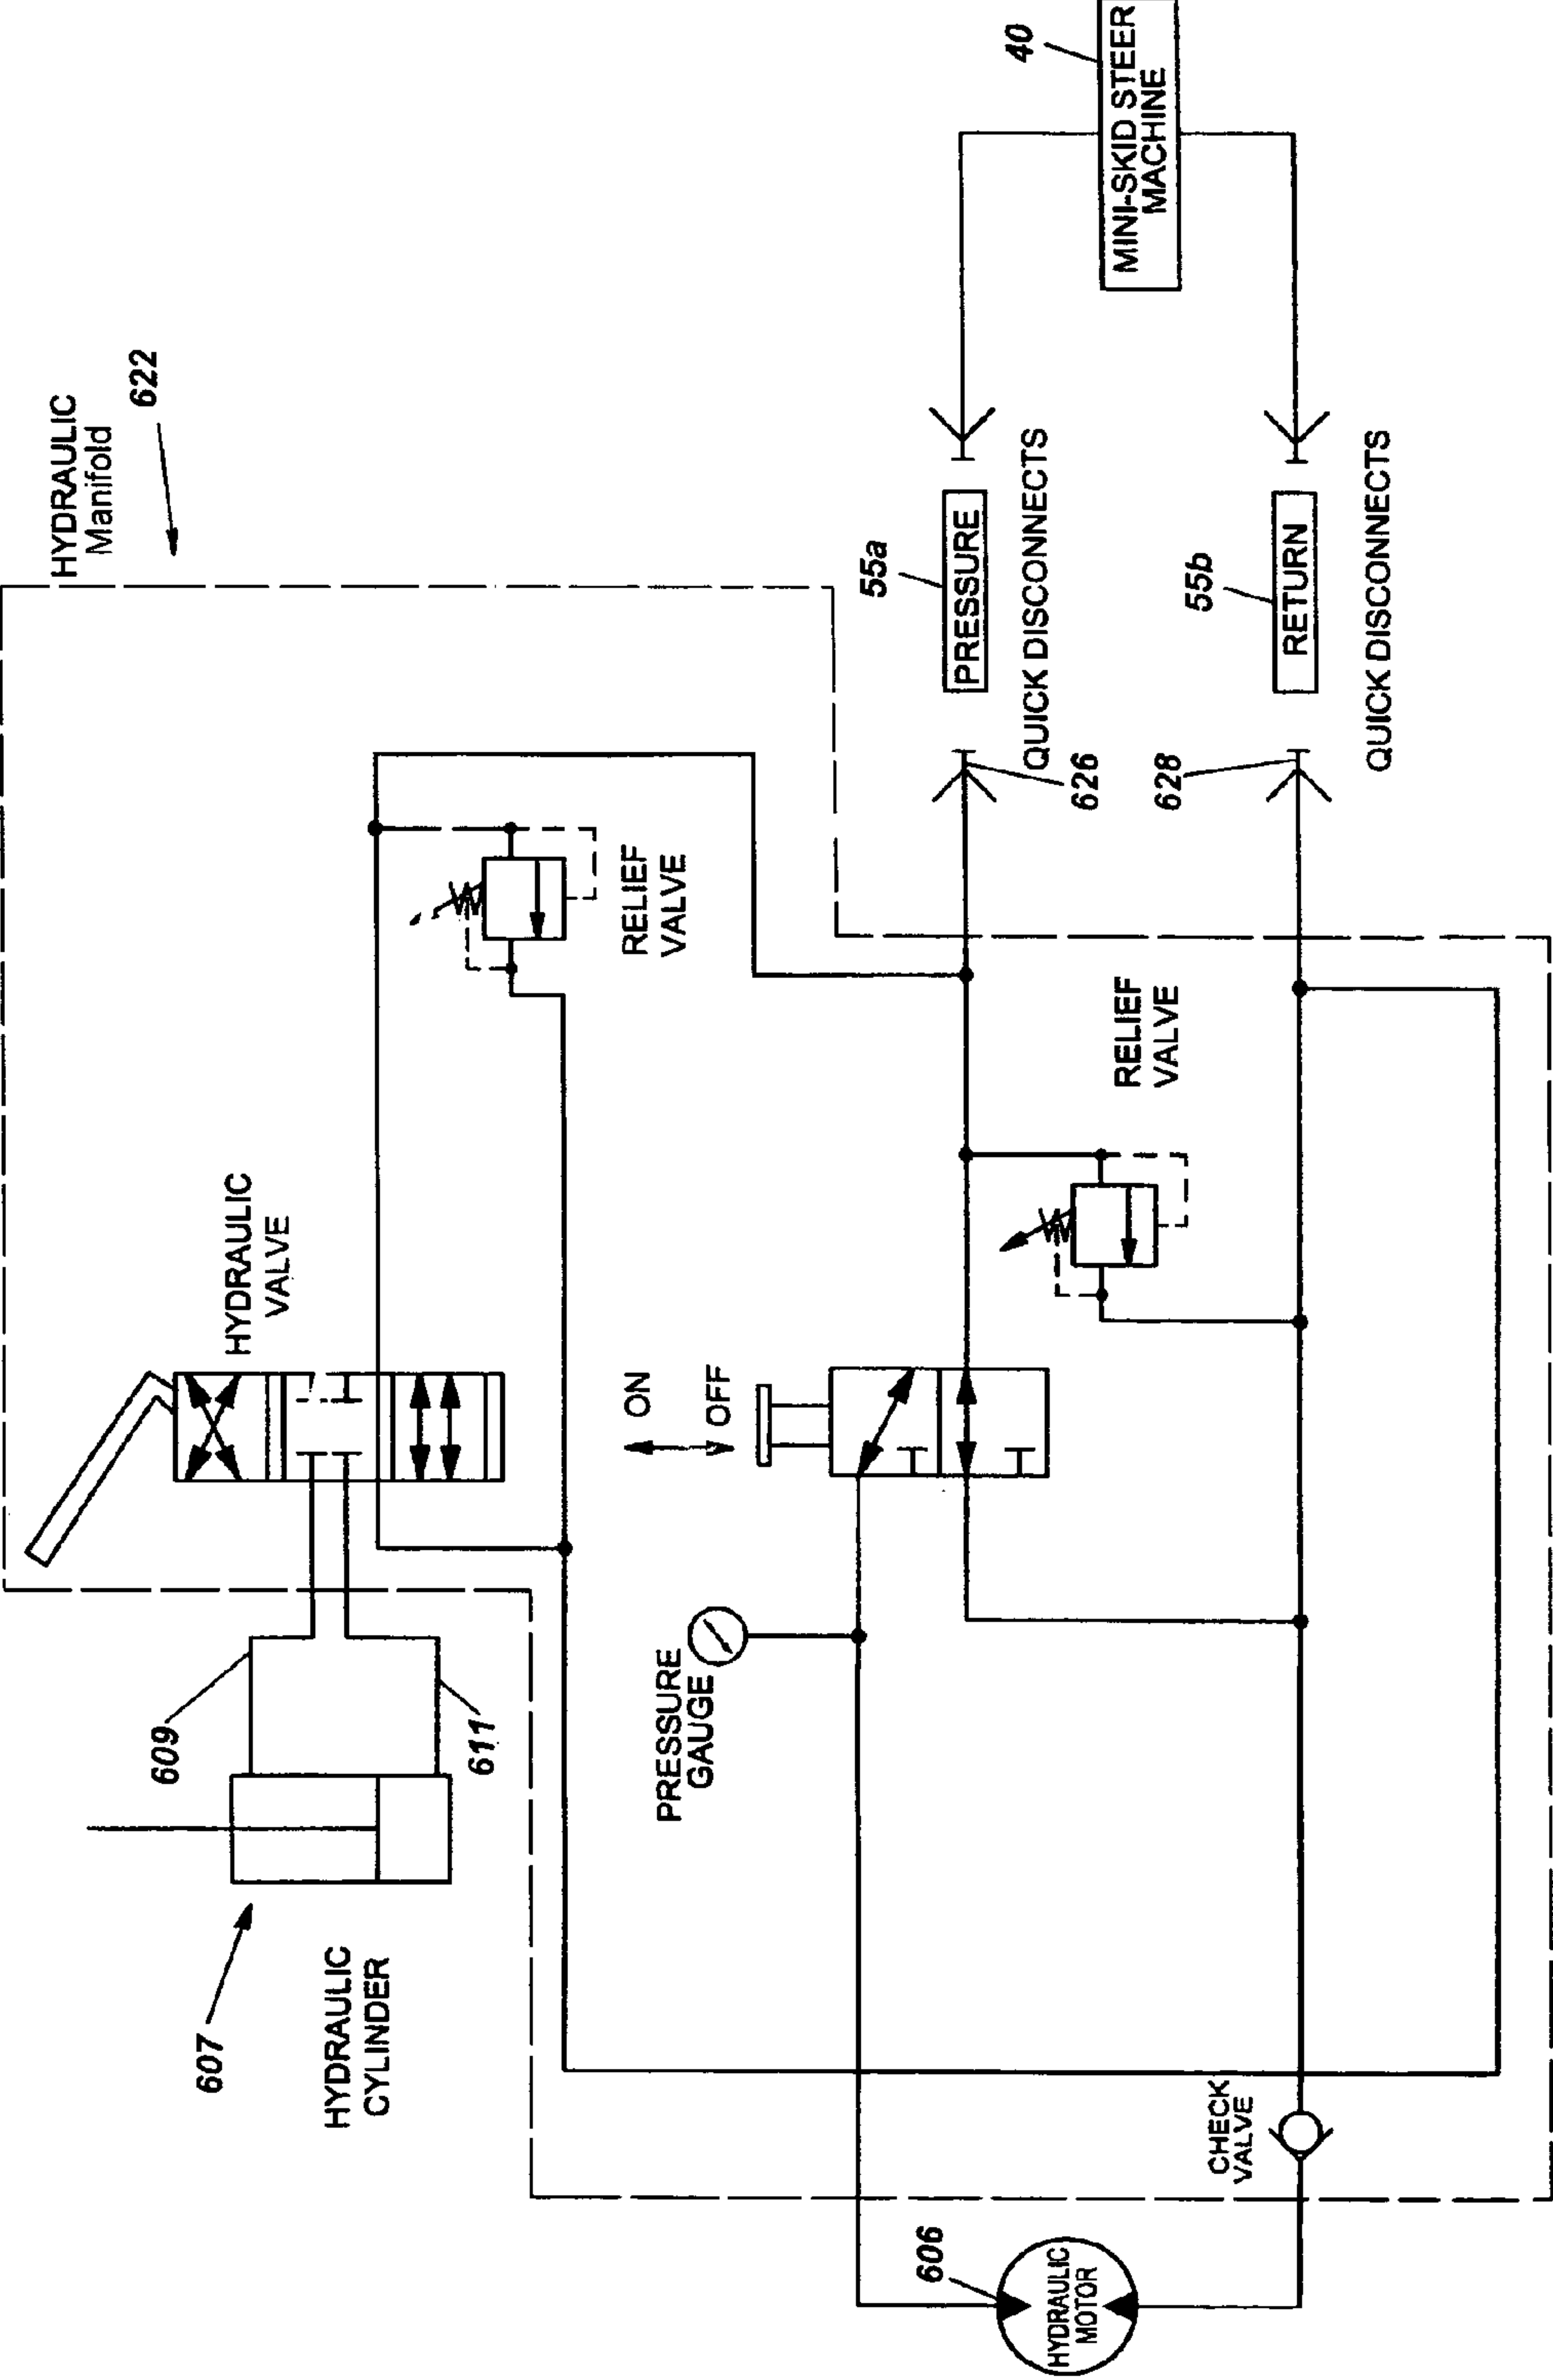 HYDRAULIC
Manifold
622
HYDRAULIC
VALVE
609
611
607
HYDRAULIC
CYLINDER
RELIEF
VALVE
ON
OFF
PRESSURE
GAUGE
RELIEF
VALVE
CHECK
VALVE
606
HYDRAULIC
MOTOR
626
628
55a
PRESSURE
QUICK DISCONNECTS
55b
RETURN
QUICK DISCONNECTS
40
MINI-SKID STEER
MACHINE